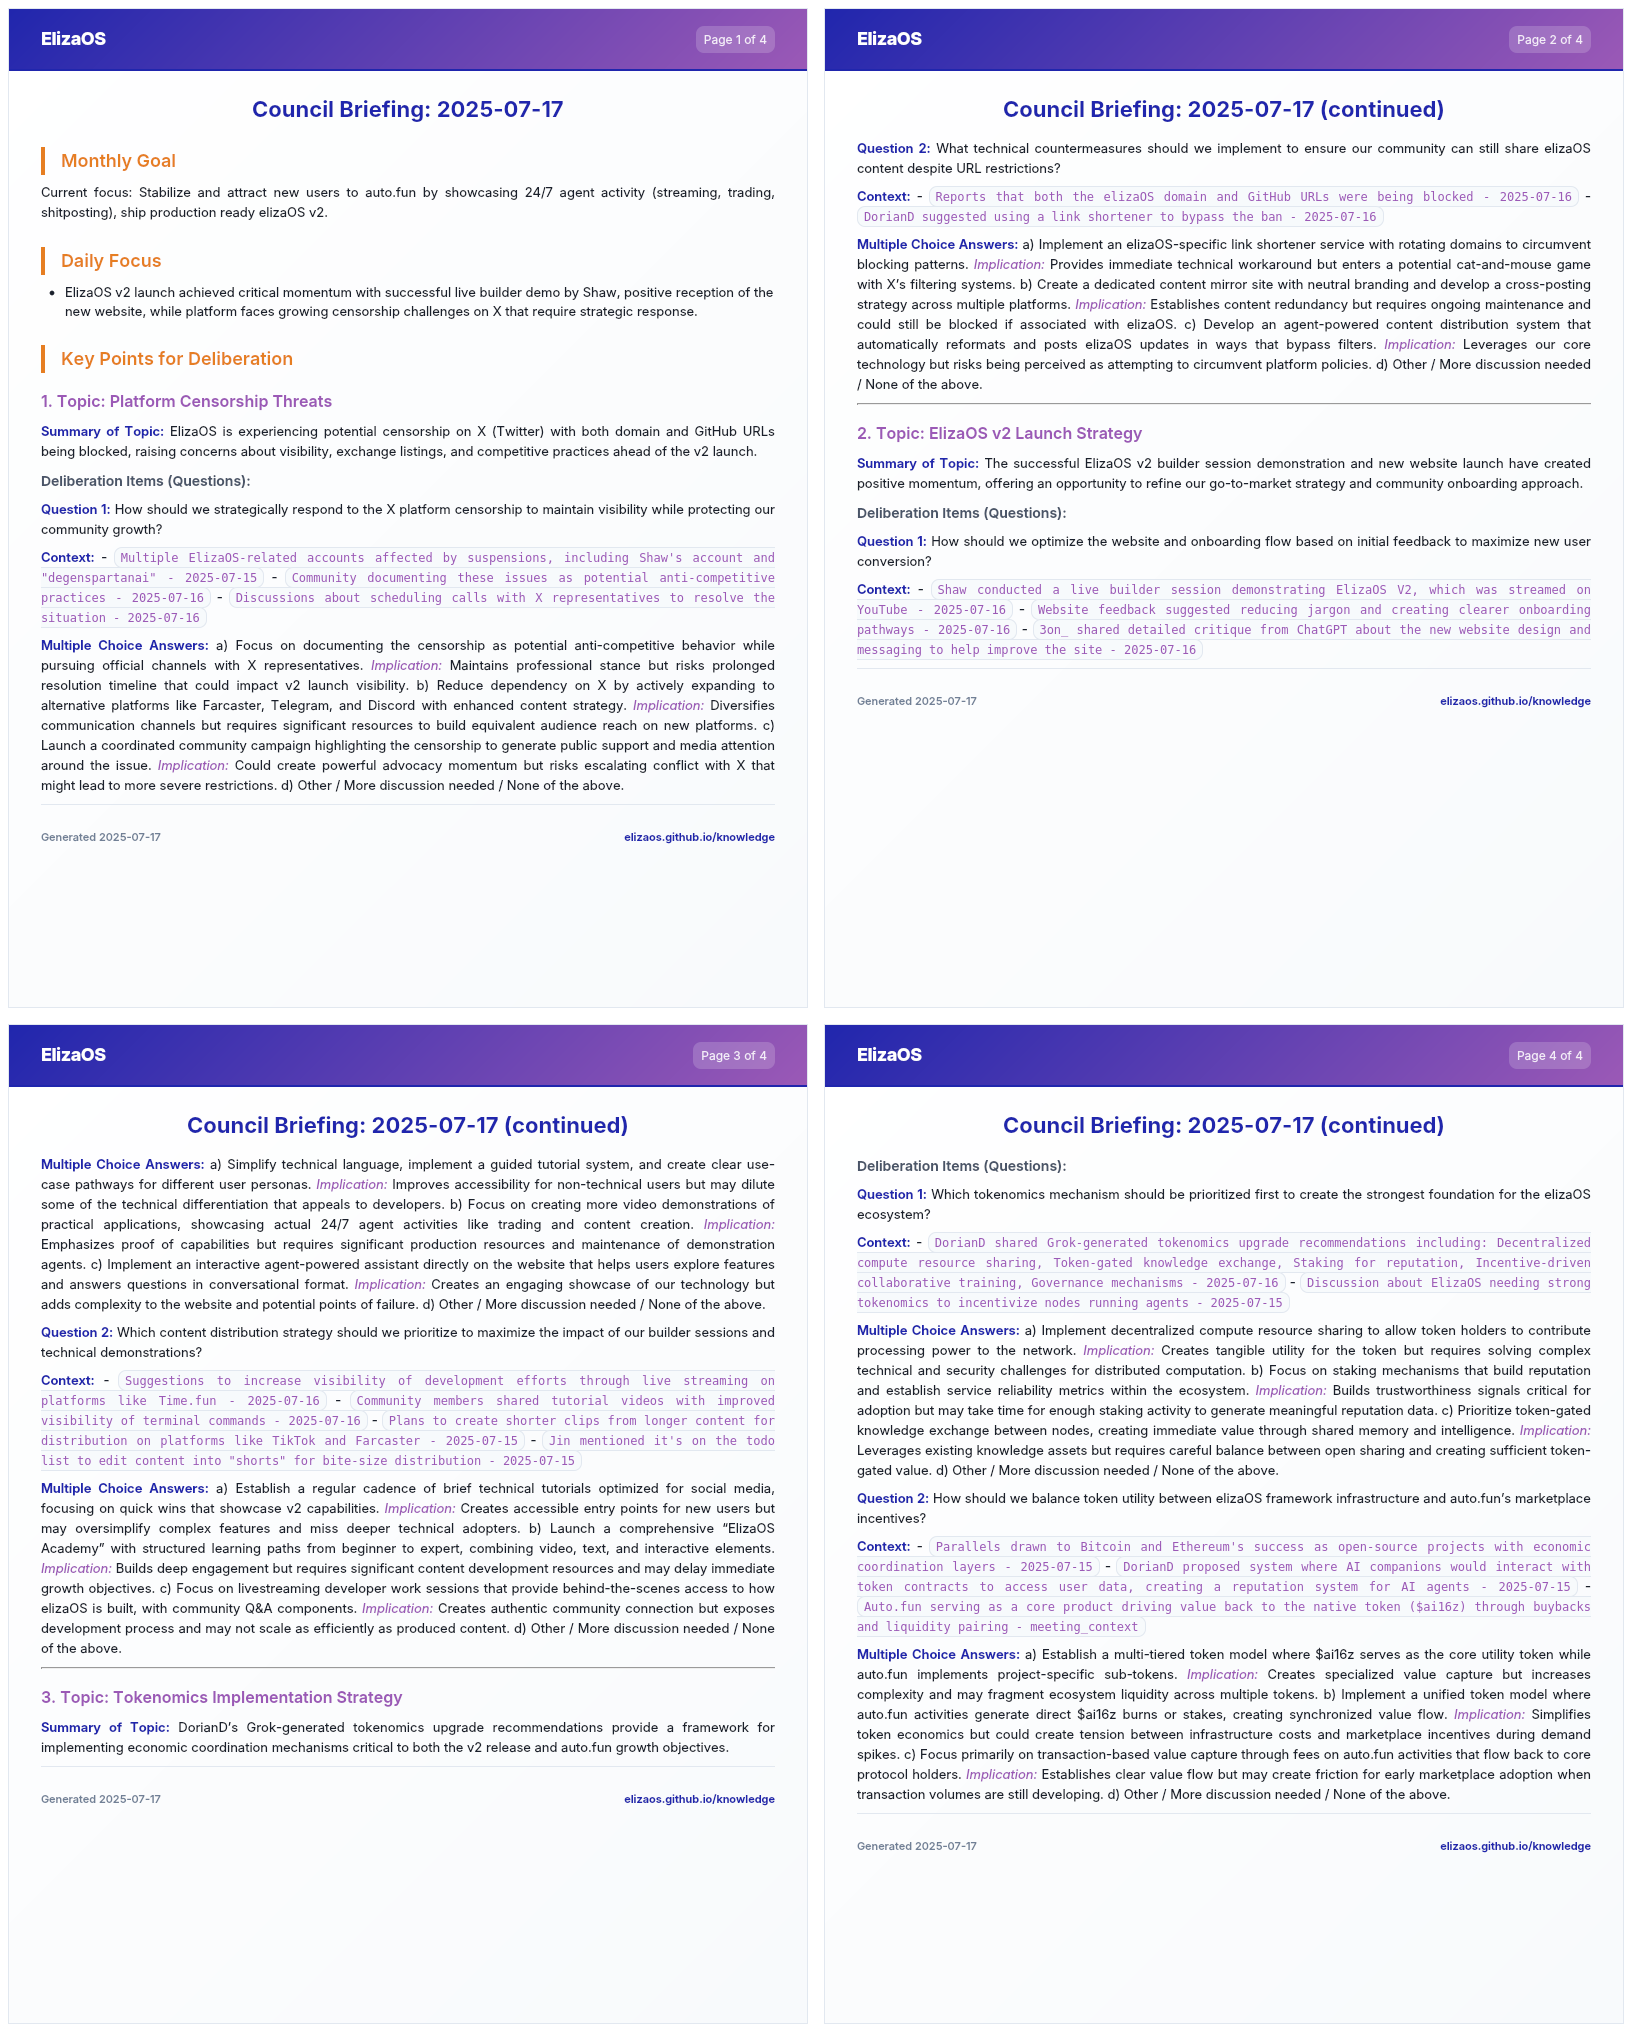 ElizaOS
Page 1 of 4
Council Briefing: 2025-07-17
Monthly Goal
Current focus: Stabilize and attract new users to auto.fun by showcasing 24/7 agent activity (streaming, trading,
shitposting), ship production ready elizaOS v2.
Daily Focus
• ElizaOS v2 launch achieved critical momentum with successful live builder demo by Shaw, positive reception of the
new website, while platform faces growing censorship challenges on X that require strategic response.
Key Points for Deliberation
1. Topic: Platform Censorship Threats
Summary of Topic: ElizaOS is experiencing potential censorship on X (Twitter) with both domain and GitHub URLs
being blocked, raising concerns about visibility, exchange listings, and competitive practices ahead of the v2 launch.
Deliberation Items (Questions):
Question 1: How should we strategically respond to the X platform censorship to maintain visibility while protecting our
community growth?
Context: - Multiple ElizaOS-related accounts affected by suspensions, including Shaw's account and
"degenspartanai" - 2025-07-15 - Community documenting these issues as potential anti-competitive
practices - 2025-07-16 - Discussions about scheduling calls with X representatives to resolve the
situation - 2025-07-16
Multiple Choice Answers: a) Focus on documenting the censorship as potential anti-competitive behavior while
pursuing official channels with X representatives. Implication: Maintains professional stance but risks prolonged
resolution timeline that could impact v2 launch visibility. b) Reduce dependency on X by actively expanding to
alternative platforms like Farcaster, Telegram, and Discord with enhanced content strategy. Implication: Diversifies
communication channels but requires significant resources to build equivalent audience reach on new platforms. c)
Launch a coordinated community campaign highlighting the censorship to generate public support and media attention
around the issue. Implication: Could create powerful advocacy momentum but risks escalating conflict with X that
might lead to more severe restrictions. d) Other / More discussion needed / None of the above.
Generated 2025-07-17
elizaos.github.io/knowledge
ElizaOS
Page 2 of 4
Council Briefing: 2025-07-17 (continued)
Question 2: What technical countermeasures should we implement to ensure our community can still share elizaOS
content despite URL restrictions?
Context: - Reports that both the elizaOS domain and GitHub URLs were being blocked - 2025-07-16 -
DorianD suggested using a link shortener to bypass the ban - 2025-07-16
Multiple Choice Answers: a) Implement an elizaOS-specific link shortener service with rotating domains to circumvent
blocking patterns. Implication: Provides immediate technical workaround but enters a potential cat-and-mouse game
with X’s filtering systems. b) Create a dedicated content mirror site with neutral branding and develop a cross-posting
strategy across multiple platforms. Implication: Establishes content redundancy but requires ongoing maintenance and
could still be blocked if associated with elizaOS. c) Develop an agent-powered content distribution system that
automatically reformats and posts elizaOS updates in ways that bypass filters. Implication: Leverages our core
technology but risks being perceived as attempting to circumvent platform policies. d) Other / More discussion needed
/ None of the above.
2. Topic: ElizaOS v2 Launch Strategy
Summary of Topic: The successful ElizaOS v2 builder session demonstration and new website launch have created
positive momentum, offering an opportunity to refine our go-to-market strategy and community onboarding approach.
Deliberation Items (Questions):
Question 1: How should we optimize the website and onboarding flow based on initial feedback to maximize new user
conversion?
Context: - Shaw conducted a live builder session demonstrating ElizaOS V2, which was streamed on
YouTube - 2025-07-16 - Website feedback suggested reducing jargon and creating clearer onboarding
pathways - 2025-07-16 - 3on_ shared detailed critique from ChatGPT about the new website design and
messaging to help improve the site - 2025-07-16
Generated 2025-07-17
elizaos.github.io/knowledge
ElizaOS
Page 3 of 4
Council Briefing: 2025-07-17 (continued)
Multiple Choice Answers: a) Simplify technical language, implement a guided tutorial system, and create clear use-
case pathways for different user personas. Implication: Improves accessibility for non-technical users but may dilute
some of the technical differentiation that appeals to developers. b) Focus on creating more video demonstrations of
practical applications, showcasing actual 24/7 agent activities like trading and content creation. Implication:
Emphasizes proof of capabilities but requires significant production resources and maintenance of demonstration
agents. c) Implement an interactive agent-powered assistant directly on the website that helps users explore features
and answers questions in conversational format. Implication: Creates an engaging showcase of our technology but
adds complexity to the website and potential points of failure. d) Other / More discussion needed / None of the above.
Question 2: Which content distribution strategy should we prioritize to maximize the impact of our builder sessions and
technical demonstrations?
Context: - Suggestions to increase visibility of development efforts through live streaming on
platforms like Time.fun - 2025-07-16 - Community members shared tutorial videos with improved
visibility of terminal commands - 2025-07-16 - Plans to create shorter clips from longer content for
distribution on platforms like TikTok and Farcaster - 2025-07-15 - Jin mentioned it's on the todo
list to edit content into "shorts" for bite-size distribution - 2025-07-15
Multiple Choice Answers: a) Establish a regular cadence of brief technical tutorials optimized for social media,
focusing on quick wins that showcase v2 capabilities. Implication: Creates accessible entry points for new users but
may oversimplify complex features and miss deeper technical adopters. b) Launch a comprehensive “ElizaOS
Academy” with structured learning paths from beginner to expert, combining video, text, and interactive elements.
Implication: Builds deep engagement but requires significant content development resources and may delay immediate
growth objectives. c) Focus on livestreaming developer work sessions that provide behind-the-scenes access to how
elizaOS is built, with community Q&A components. Implication: Creates authentic community connection but exposes
development process and may not scale as efficiently as produced content. d) Other / More discussion needed / None
of the above.
3. Topic: Tokenomics Implementation Strategy
Summary of Topic: DorianD’s Grok-generated tokenomics upgrade recommendations provide a framework for
implementing economic coordination mechanisms critical to both the v2 release and auto.fun growth objectives.
Generated 2025-07-17
elizaos.github.io/knowledge
ElizaOS
Page 4 of 4
Council Briefing: 2025-07-17 (continued)
Deliberation Items (Questions):
Question 1: Which tokenomics mechanism should be prioritized first to create the strongest foundation for the elizaOS
ecosystem?
Context: - DorianD shared Grok-generated tokenomics upgrade recommendations including: Decentralized
compute resource sharing, Token-gated knowledge exchange, Staking for reputation, Incentive-driven
collaborative training, Governance mechanisms - 2025-07-16 - Discussion about ElizaOS needing strong
tokenomics to incentivize nodes running agents - 2025-07-15
Multiple Choice Answers: a) Implement decentralized compute resource sharing to allow token holders to contribute
processing power to the network. Implication: Creates tangible utility for the token but requires solving complex
technical and security challenges for distributed computation. b) Focus on staking mechanisms that build reputation
and establish service reliability metrics within the ecosystem. Implication: Builds trustworthiness signals critical for
adoption but may take time for enough staking activity to generate meaningful reputation data. c) Prioritize token-gated
knowledge exchange between nodes, creating immediate value through shared memory and intelligence. Implication:
Leverages existing knowledge assets but requires careful balance between open sharing and creating sufficient token-
gated value. d) Other / More discussion needed / None of the above.
Question 2: How should we balance token utility between elizaOS framework infrastructure and auto.fun’s marketplace
incentives?
Context: - Parallels drawn to Bitcoin and Ethereum's success as open-source projects with economic
coordination layers - 2025-07-15 - DorianD proposed system where AI companions would interact with
token contracts to access user data, creating a reputation system for AI agents - 2025-07-15 -
Auto.fun serving as a core product driving value back to the native token ($ai16z) through buybacks
and liquidity pairing - meeting_context
Multiple Choice Answers: a) Establish a multi-tiered token model where $ai16z serves as the core utility token while
auto.fun implements project-specific sub-tokens. Implication: Creates specialized value capture but increases
complexity and may fragment ecosystem liquidity across multiple tokens. b) Implement a unified token model where
auto.fun activities generate direct $ai16z burns or stakes, creating synchronized value flow. Implication: Simplifies
token economics but could create tension between infrastructure costs and marketplace incentives during demand
spikes. c) Focus primarily on transaction-based value capture through fees on auto.fun activities that flow back to core
protocol holders. Implication: Establishes clear value flow but may create friction for early marketplace adoption when
transaction volumes are still developing. d) Other / More discussion needed / None of the above.
Generated 2025-07-17
elizaos.github.io/knowledge